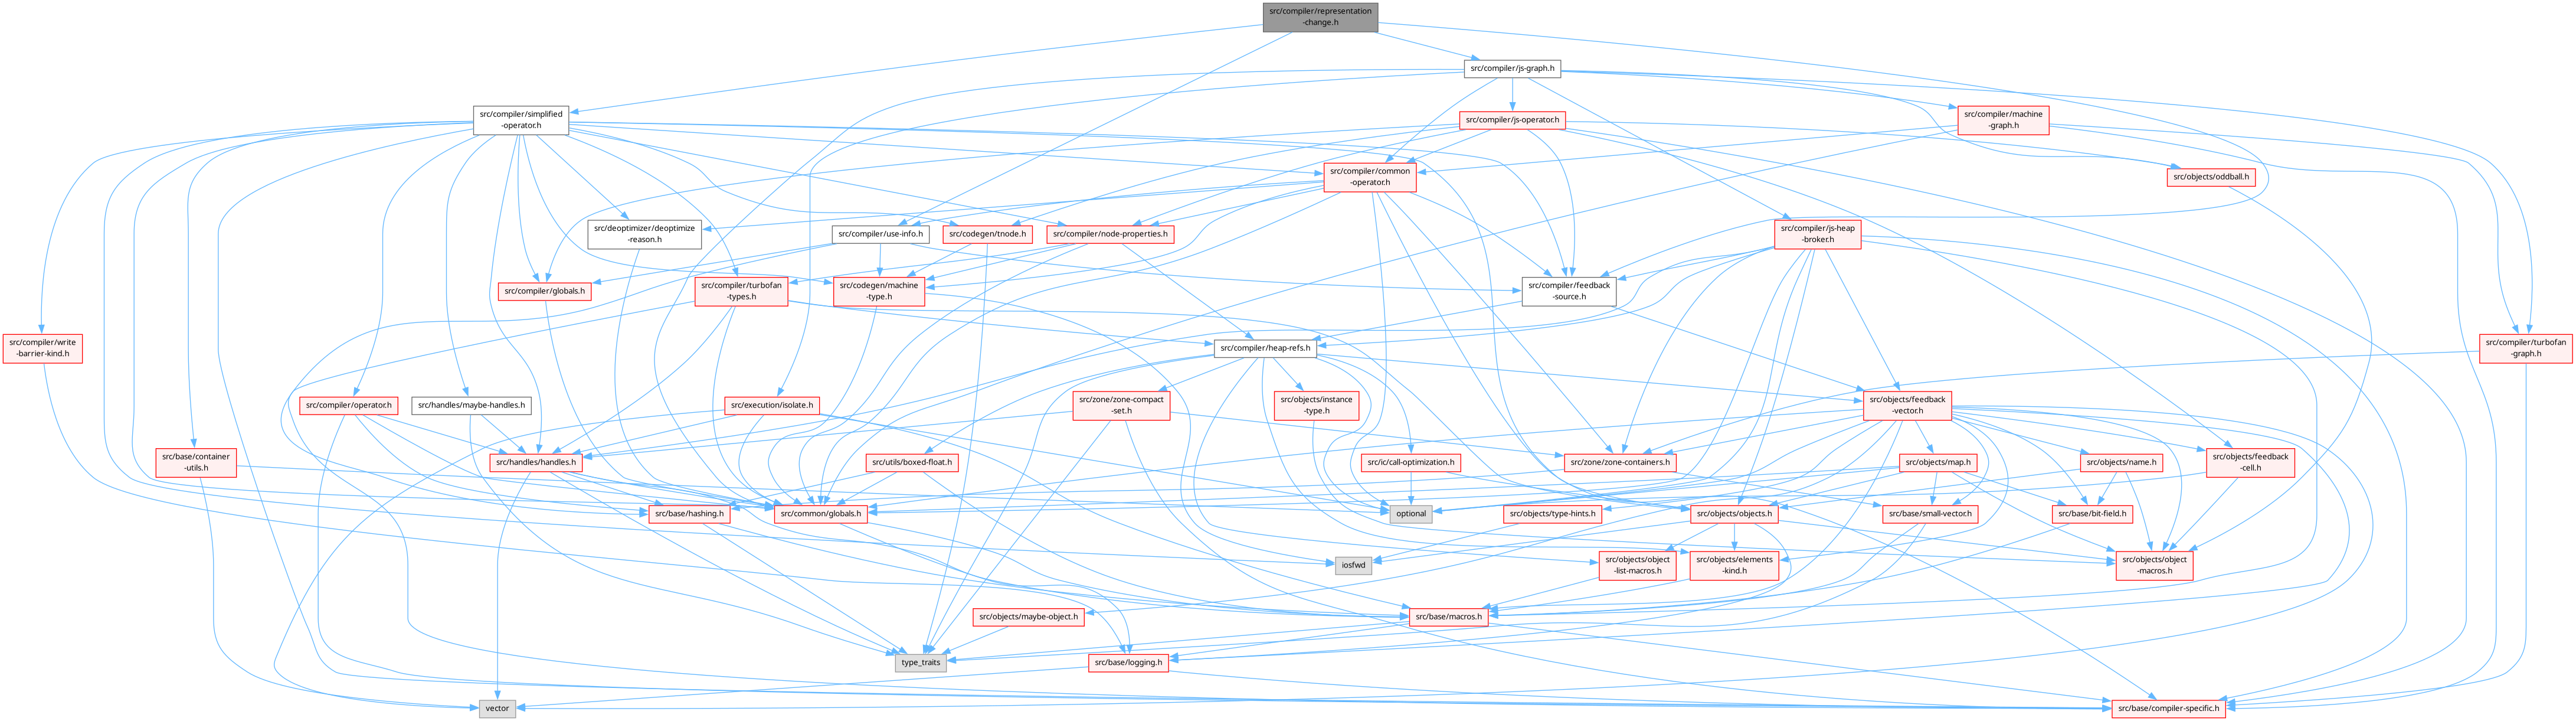 src/compiler/representation
-change.h
src/compiler/js-graph.h
src/compiler/simplified
-operator.h
src/compiler/js-operator.h
src/compiler/machine
-graph.h
src/compiler/common
-operator.h
src/objects/oddball.h
src/deoptimizer/deoptimize
-reason.h
src/compiler/use-info.h
src/codegen/tnode.h
src/compiler/node-properties.h
src/compiler/js-heap
-broker.h
src/compiler/globals.h
src/compiler/turbofan
-types.h
src/codegen/machine
-type.h
src/compiler/feedback
-source.h
src/compiler/write
-barrier-kind.h
src/compiler/heap-refs.h
src/compiler/turbofan
-graph.h
src/compiler/operator.h
src/handles/maybe-handles.h
src/execution/isolate.h
src/zone/zone-compact
-set.h
src/objects/instance
-type.h
src/objects/feedback
-vector.h
src/base/container
-utils.h
src/handles/handles.h
src/utils/boxed-float.h
src/ic/call-optimization.h
src/zone/zone-containers.h
src/objects/map.h
src/objects/name.h
src/objects/feedback
-cell.h
src/base/hashing.h
src/common/globals.h
optional
src/objects/type-hints.h
src/objects/objects.h
src/base/small-vector.h
src/base/bit-field.h
iosfwd
src/objects/object
-list-macros.h
src/objects/elements
-kind.h
src/objects/object
-macros.h
src/objects/maybe-object.h
src/base/macros.h
type_traits
src/base/logging.h
vector
src/base/compiler-specific.h